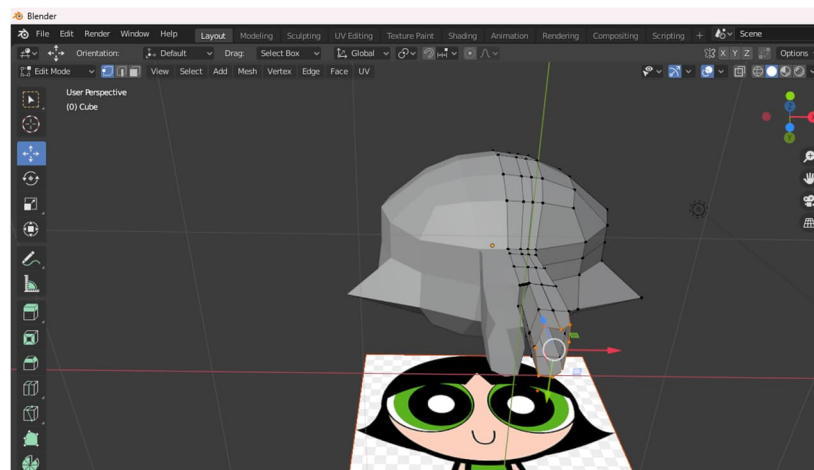 Blender
File Edit Render Window Help Layout Modeling Sculpting UV Editing Texture Paint Shading Animation Rendering Compositing Scripting + Scene
Orientation: Default Drag: Select Box Global X Y Z Options
Edit Mode View Select Add Mesh Vertex Edge Face UV
User Perspective
(0) Cube
Z
Y